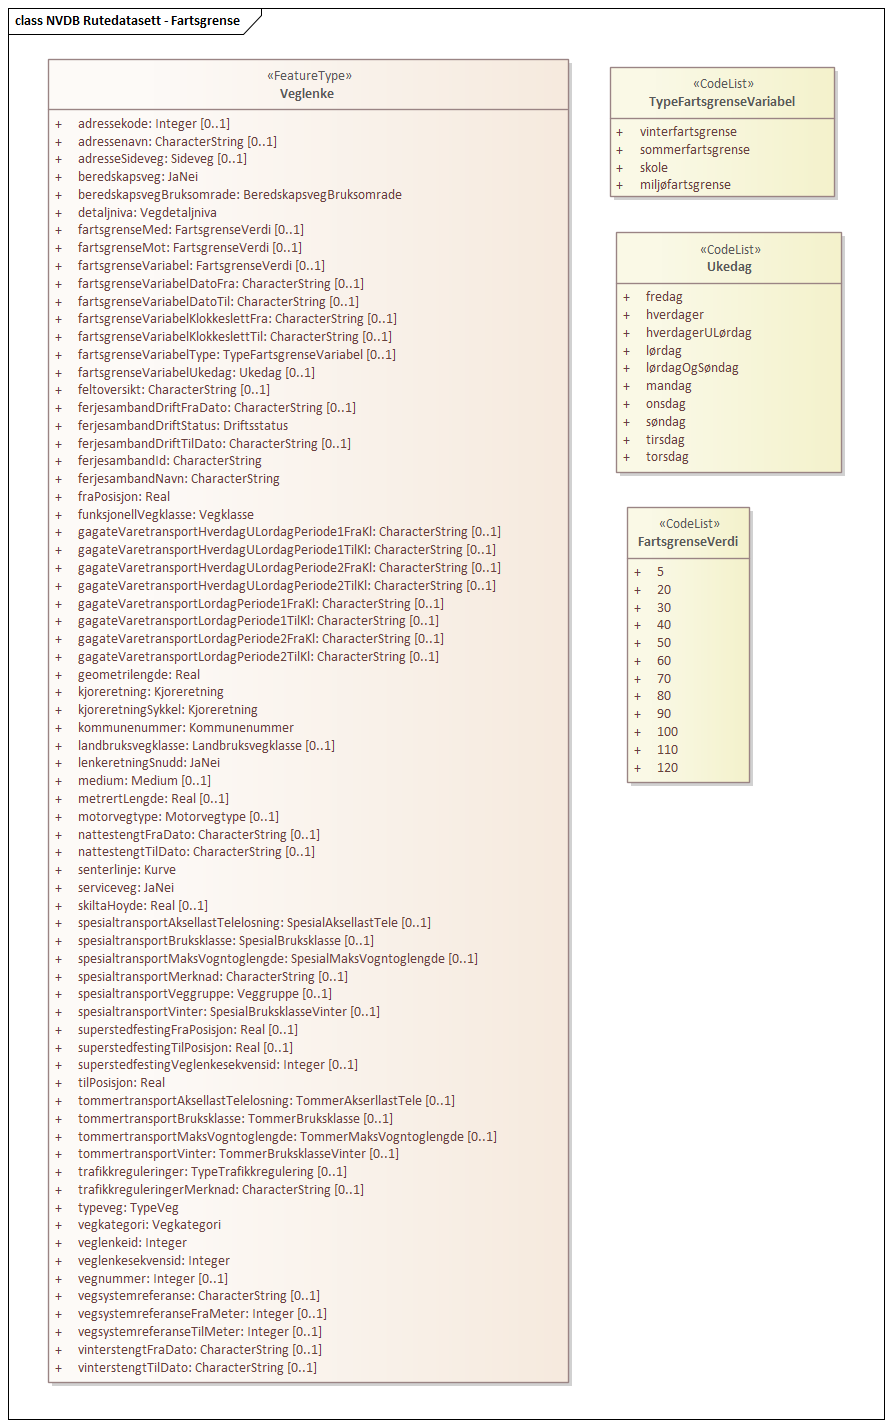 class NVDB Rutedatasett - Fartsgrense
«FeatureType»
Veglenke
+ adressekode: Integer [0..1]
+ adressenavn: CharacterString [0..1]
+ adresseSideveg: Sideveg [0..1]
+ beredskapsveg: JaNei
+ beredskapsvegBruksomrade: BeredskapsvegBruksomrade
+ detaljniva: Vegdetaljniva
+ fartsgrenseMed: FartsgrenseVerdi [0..1]
+ fartsgrenseMot: FartsgrenseVerdi [0..1]
+ fartsgrenseVariabel: FartsgrenseVerdi [0..1]
+ fartsgrenseVariabelDatoFra: CharacterString [0..1]
+ fartsgrenseVariabelDatoTil: CharacterString [0..1]
+ fartsgrenseVariabelKlokkeslettFra: CharacterString [0..1]
+ fartsgrenseVariabelKlokkeslettTil: CharacterString [0..1]
+ fartsgrenseVariabelType: TypeFartsgrenseVariabel [0..1]
+ fartsgrenseVariabelUkedag: Ukedag [0..1]
+ feltoversikt: CharacterString [0..1]
+ ferjesambandDriftFraDato: CharacterString [0..1]
+ ferjesambandDriftStatus: Driftsstatus
+ ferjesambandDriftTilDato: CharacterString [0..1]
+ ferjesambandId: CharacterString
+ ferjesambandNavn: CharacterString
+ fraPosisjon: Real
+ funksjonellVegklasse: Vegklasse
+ gagateVaretransportHverdagULordagPeriode1FraKl: CharacterString [0..1]
+ gagateVaretransportHverdagULordagPeriode1TilKl: CharacterString [0..1]
+ gagateVaretransportHverdagULordagPeriode2FraKl: CharacterString [0..1]
+ gagateVaretransportHverdagULordagPeriode2TilKl: CharacterString [0..1]
+ gagateVaretransportLordagPeriode1FraKl: CharacterString [0..1]
+ gagateVaretransportLordagPeriode1TilKl: CharacterString [0..1]
+ gagateVaretransportLordagPeriode2FraKl: CharacterString [0..1]
+ gagateVaretransportLordagPeriode2TilKl: CharacterString [0..1]
+ geometrilengde: Real
+ kjoreretning: Kjoreretning
+ kjoreretningSykkel: Kjoreretning
+ kommunenummer: Kommunenummer
+ landbruksvegklasse: Landbruksvegklasse [0..1]
+ lenkeretningSnudd: JaNei
+ medium: Medium [0..1]
+ metrertLengde: Real [0..1]
+ motorvegtype: Motorvegtype [0..1]
+ nattestengtFraDato: CharacterString [0..1]
+ nattestengtTilDato: CharacterString [0..1]
+ senterlinje: Kurve
+ serviceveg: JaNei
+ skiltaHoyde: Real [0..1]
+ spesialtransportAksellastTelelosning: SpesialAksellastTele [0..1]
+ spesialtransportBruksklasse: SpesialBruksklasse [0..1]
+ spesialtransportMaksVogntoglengde: SpesialMaksVogntoglengde [0..1]
+ spesialtransportMerknad: CharacterString [0..1]
+ spesialtransportVeggruppe: Veggruppe [0..1]
+ spesialtransportVinter: SpesialBruksklasseVinter [0..1]
+ superstedfestingFraPosisjon: Real [0..1]
+ superstedfestingTilPosisjon: Real [0..1]
+ superstedfestingVeglenkesekvensid: Integer [0..1]
+ tilPosisjon: Real
+ tommertransportAksellastTelelosning: TommerAkserllastTele [0..1]
+ tommertransportBruksklasse: TommerBruksklasse [0..1]
+ tommertransportMaksVogntoglengde: TommerMaksVogntoglengde [0..1]
+ tommertransportVinter: TommerBruksklasseVinter [0..1]
+ trafikkreguleringer: TypeTrafikkregulering [0..1]
+ trafikkreguleringerMerknad: CharacterString [0..1]
+ typeveg: TypeVeg
+ vegkategori: Vegkategori
+ veglenkeid: Integer
+ veglenkesekvensid: Integer
+ vegnummer: Integer [0..1]
+ vegsystemreferanse: CharacterString [0..1]
+ vegsystemreferanseFraMeter: Integer [0..1]
+ vegsystemreferanseTilMeter: Integer [0..1]
+ vinterstengtFraDato: CharacterString [0..1]
+ vinterstengtTilDato: CharacterString [0..1]
«CodeList»
TypeFartsgrenseVariabel
+ vinterfartsgrense
+ sommerfartsgrense
+ skole
+ miljøfartsgrense
«CodeList»
Ukedag
+ fredag
+ hverdager
+ hverdagerULørdag
+ lørdag
+ lørdagOgSøndag
+ mandag
+ onsdag
+ søndag
+ tirsdag
+ torsdag
«CodeList»
FartsgrenseVerdi
+ 5
+ 20
+ 30
+ 40
+ 50
+ 60
+ 70
+ 80
+ 90
+ 100
+ 110
+ 120